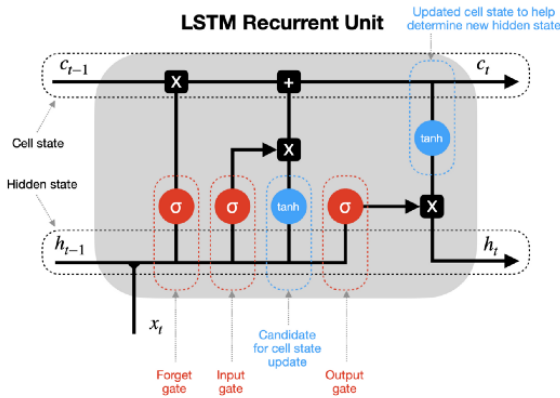 LSTM Recurrent Unit
Updated cell state to help
determine new hidden state
c_{t-1}
c_t
X
+
Cell state
tanh
X
Hidden state
σ
σ
tanh
σ
X
h_{t-1}
h_t
x_t
Candidate
for cell state
update
Forget
gate
Input
gate
Output
gate